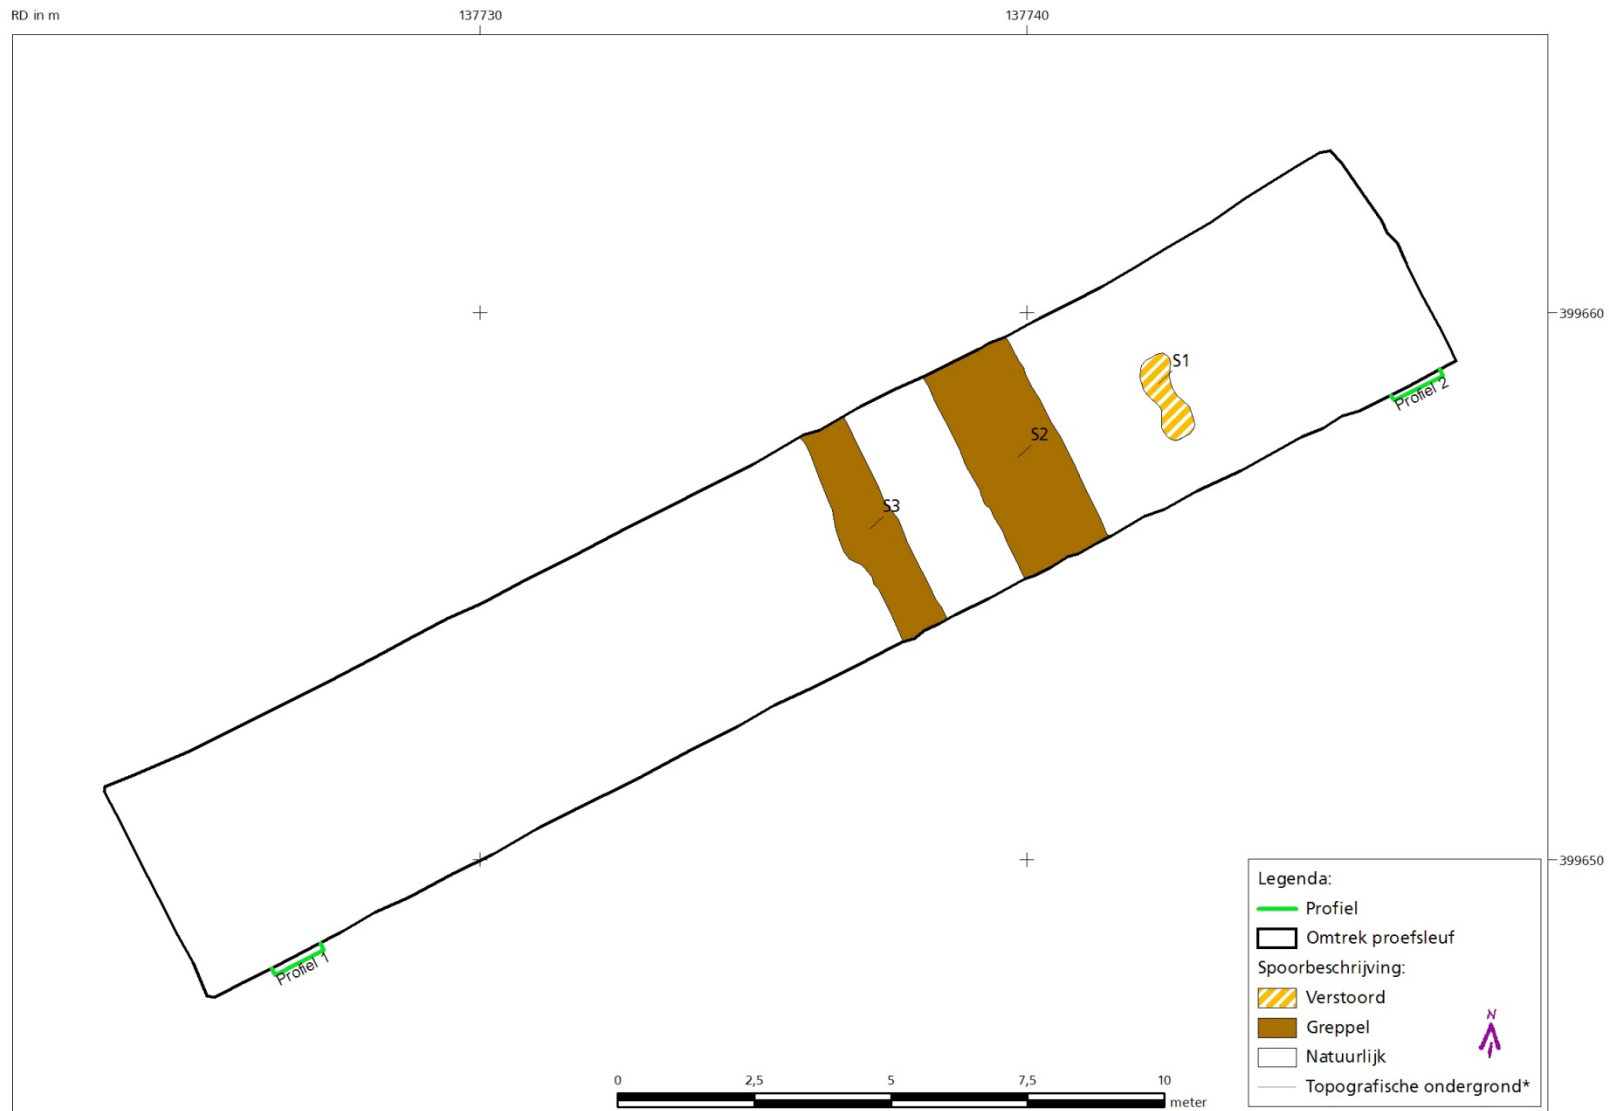 RD in m
137730
137740
399660
S1
Profiel 2
S2
S3
399650
Profiel 1
Legenda:
Profiel
Omtrek proefsleuf
Spoorbeschrijving:
Verstoord
Greppel
Natuurlijk
Topografische ondergrond*
N
0 2,5 5 7,5 10
meter